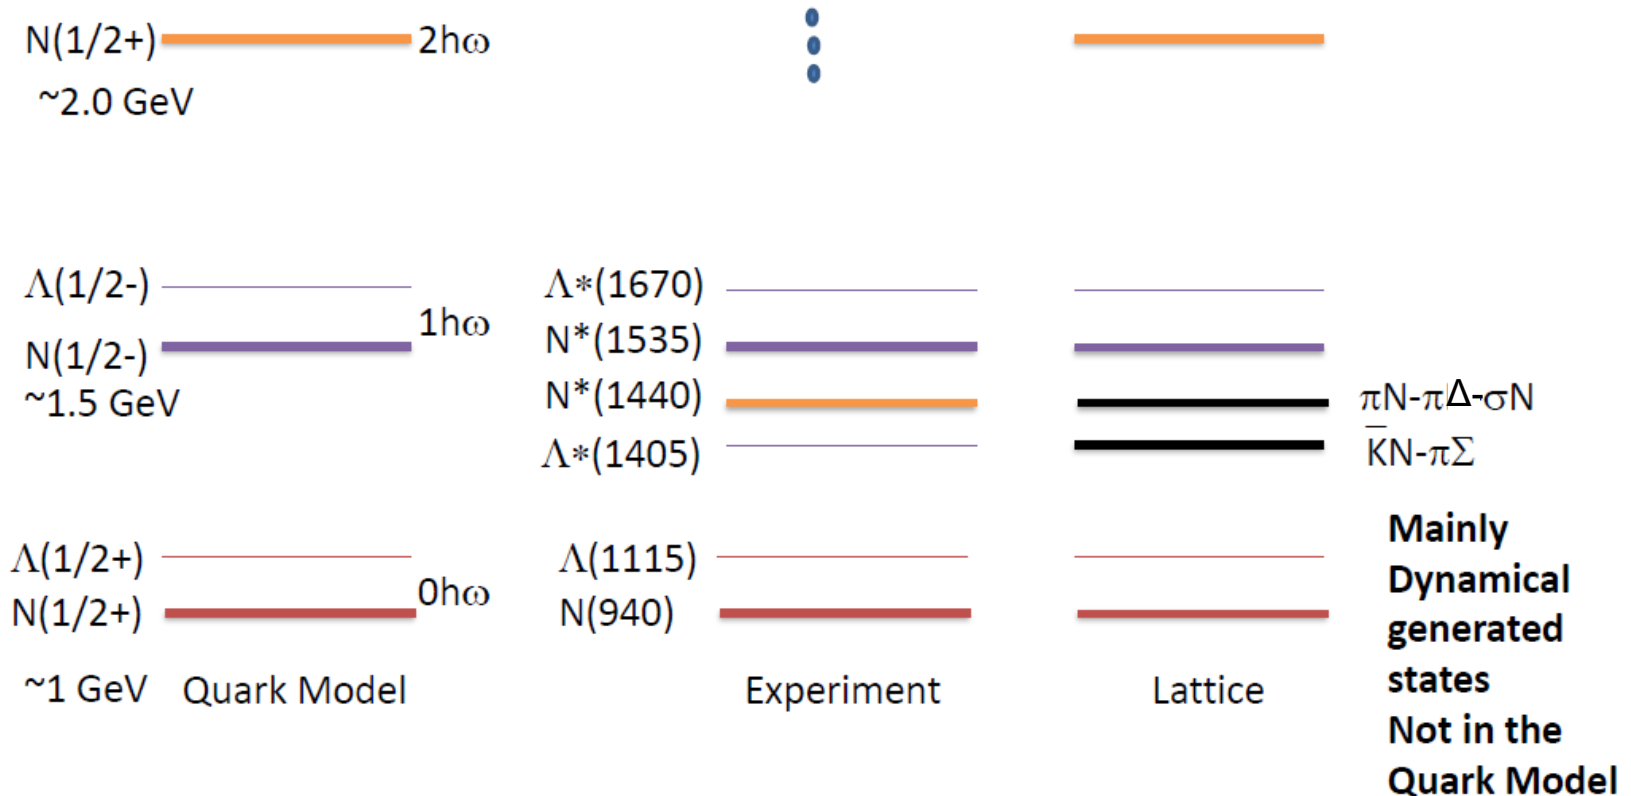 N(1/2+) 2hω
~2.0 GeV
Λ(1/2-)
1hω
N(1/2-)
~1.5 GeV
Λ(1/2+)
0hω
N(1/2+)
~1 GeV
Quark Model
Λ*(1670)
N*(1535)
N*(1440)
Λ*(1405)
Λ(1115)
N(940)
Experiment
Lattice
πN-πΔ-σN
K̅N-πΣ
Mainly
Dynamical
generated
states
Not in the
Quark Model